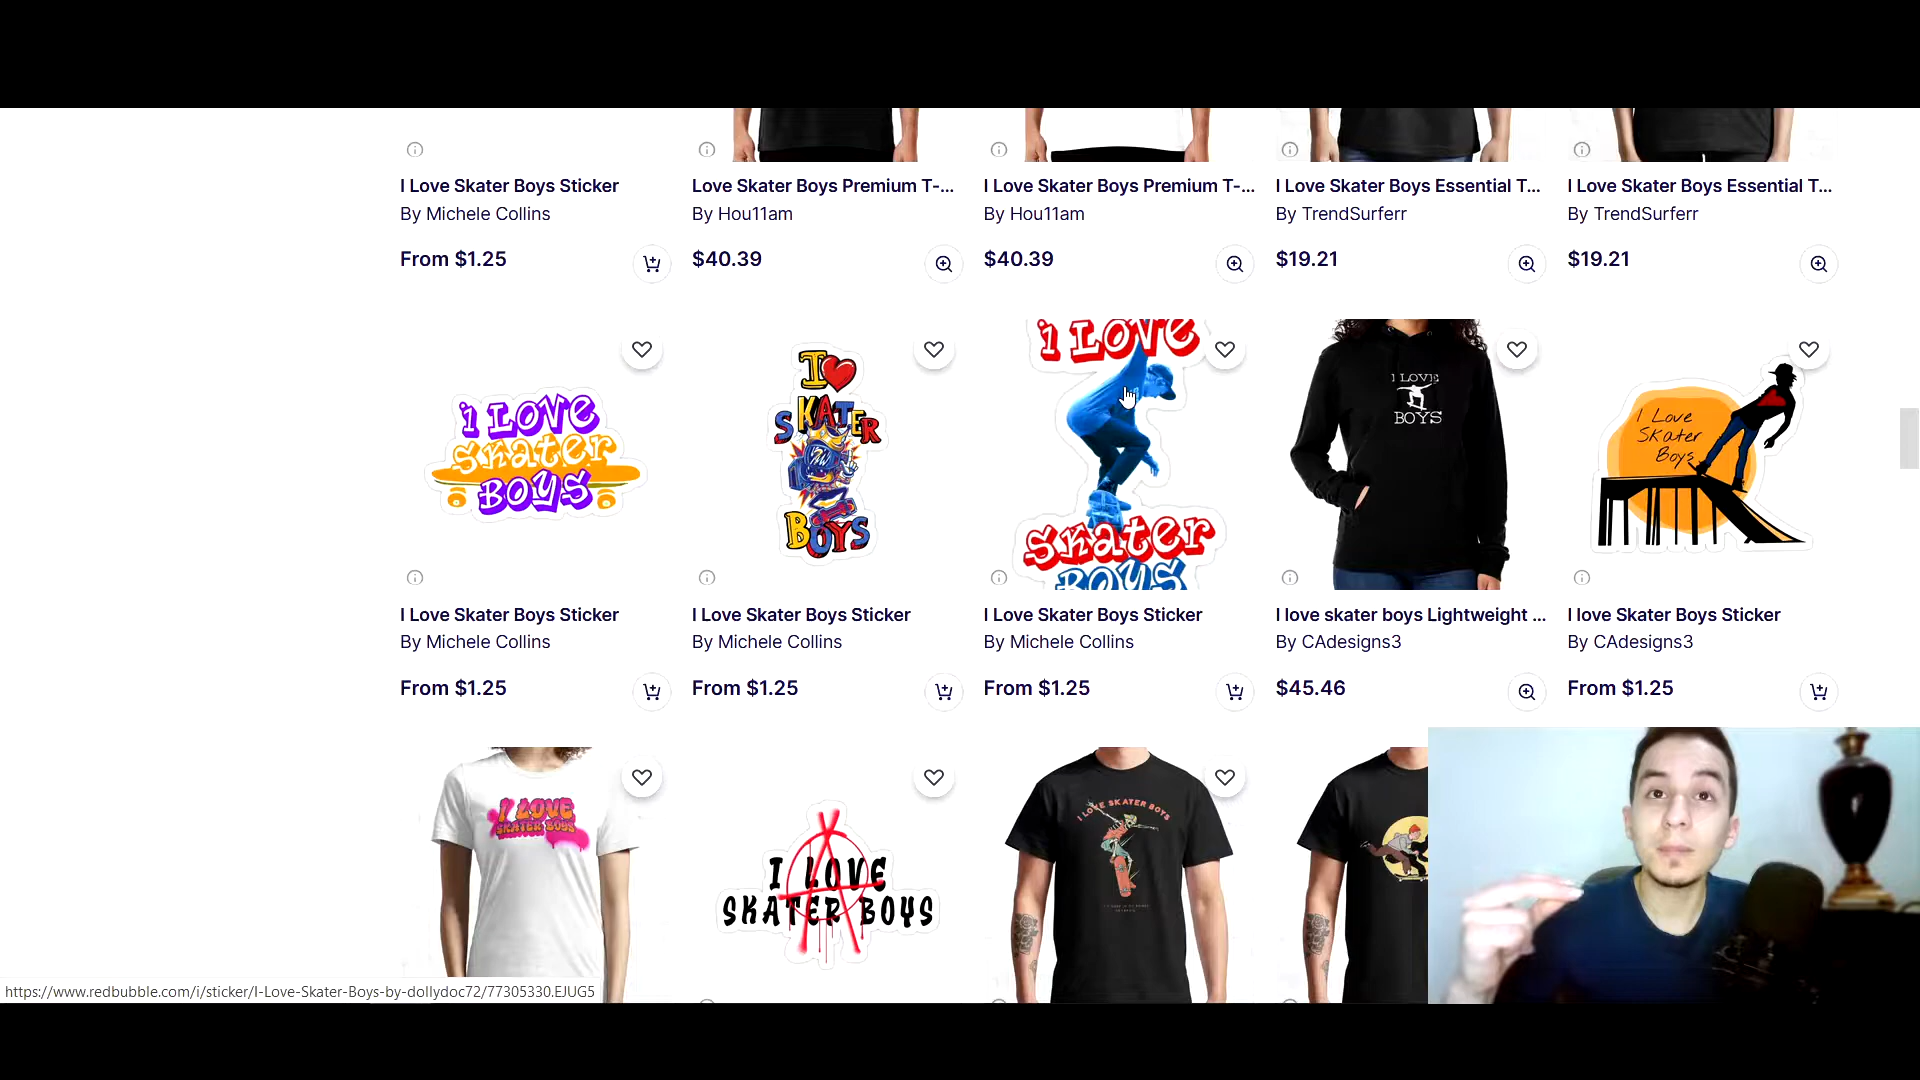 I Love Skater Boys Sticker
By Michele Collins
From $1.25
Love Skater Boys Premium T-...
By Hou11am
$40.39
I Love Skater Boys Premium T-...
By Hou11am
$40.39
I Love Skater Boys Essential T...
By TrendSurferr
$19.21
I Love Skater Boys Essential T...
By TrendSurferr
$19.21
i LOVE
SKATER
BOYS
I Love Skater Boys Sticker
By Michele Collins
From $1.25
I
SKATER
BOYS
I Love Skater Boys Sticker
By Michele Collins
From $1.25
i LOVE
SKATER
BOYS
I Love Skater Boys Sticker
By Michele Collins
From $1.25
I LOVE
BOYS
I love skater boys Lightweight ...
By CAdesigns3
$45.46
I Love
Skater
Boys
I love Skater Boys Sticker
By CAdesigns3
From $1.25
I LOVE
SKATER BOYS
I LOVE
SKATER BOYS
I LOVE SKATER BOYS
https://www.redbubble.com/i/sticker/I-Love-Skater-Boys-by-dollydoc72/77305330.EJUG5